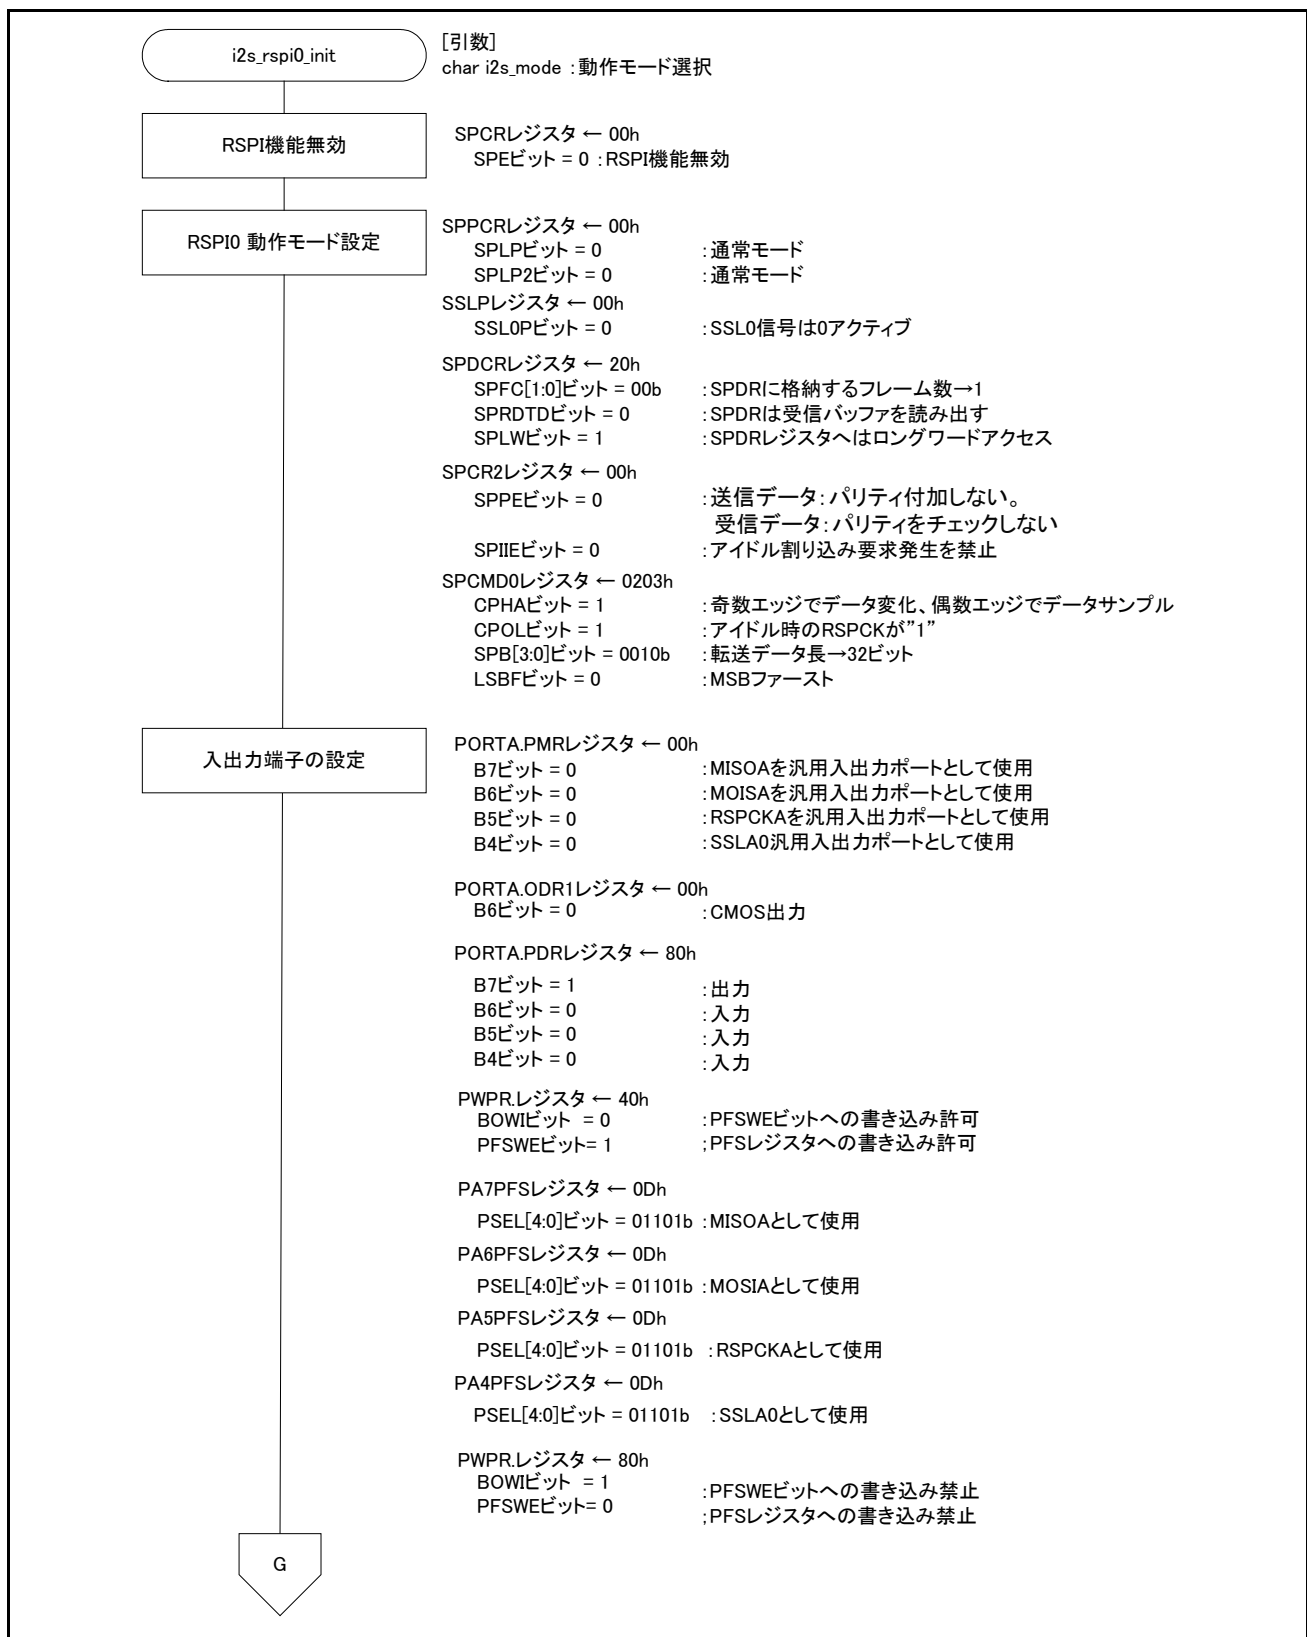 i2s_rspi0_init
[引数]
char i2s_mode :動作モード選択
RSPI機能無効
SPCRレジスタ ← 00h
SPEビット = 0 :RSPI機能無効
RSPI0 動作モード設定
SPPCRレジスタ ← 00h
SPLPビット = 0 :通常モード
SPLP2ビット = 0 :通常モード
SSLPレジスタ ← 00h
SSL0Pビット = 0 :SSL0信号は0アクティブ
SPDCRレジスタ ← 20h
SPFC[1:0]ビット = 00b :SPDRに格納するフレーム数→1
SPRDTDビット = 0 :SPDRは受信バッファを読み出す
SPLWビット = 1 :SPDRレジスタへはロングワードアクセス
SPCR2レジスタ ← 00h
SPPEビット = 0 :送信データ:パリティ付加しない。
受信データ:パリティをチェックしない
SPIIEビット = 0 :アイドル割り込み要求発生を禁止
SPCMD0レジスタ ← 0203h
CPHAビット = 1 :奇数エッジでデータ変化、偶数エッジでデータサンプル
CPOLビット = 1 :アイドル時のRSPCKが”1”
SPB[3:0]ビット = 0010b :転送データ長→32ビット
LSBFビット = 0 :MSBファースト
入出力端子の設定
PORTA.PMRレジスタ ← 00h
B7ビット = 0 :MISOAを汎用入出力ポートとして使用
B6ビット = 0 :MOISAを汎用入出力ポートとして使用
B5ビット = 0 :RSPCKAを汎用入出力ポートとして使用
B4ビット = 0 :SSLA0汎用入出力ポートとして使用
PORTA.ODR1レジスタ ← 00h
B6ビット = 0 :CMOS出力
PORTA.PDRレジスタ ← 80h
B7ビット = 1 :出力
B6ビット = 0 :入力
B5ビット = 0 :入力
B4ビット = 0 :入力
PWPR.レジスタ ← 40h
BOWIビット = 0 :PFSWEビットへの書き込み許可
PFSWEビット= 1 ;PFSレジスタへの書き込み許可
PA7PFSレジスタ ← 0Dh
PSEL[4:0]ビット = 01101b :MISOAとして使用
PA6PFSレジスタ ← 0Dh
PSEL[4:0]ビット = 01101b :MOSIAとして使用
PA5PFSレジスタ ← 0Dh
PSEL[4:0]ビット = 01101b :RSPCKAとして使用
PA4PFSレジスタ ← 0Dh
PSEL[4:0]ビット = 01101b :SSLA0として使用
PWPR.レジスタ ← 80h
BOWIビット = 1 :PFSWEビットへの書き込み禁止
PFSWEビット= 0 ;PFSレジスタへの書き込み禁止
G